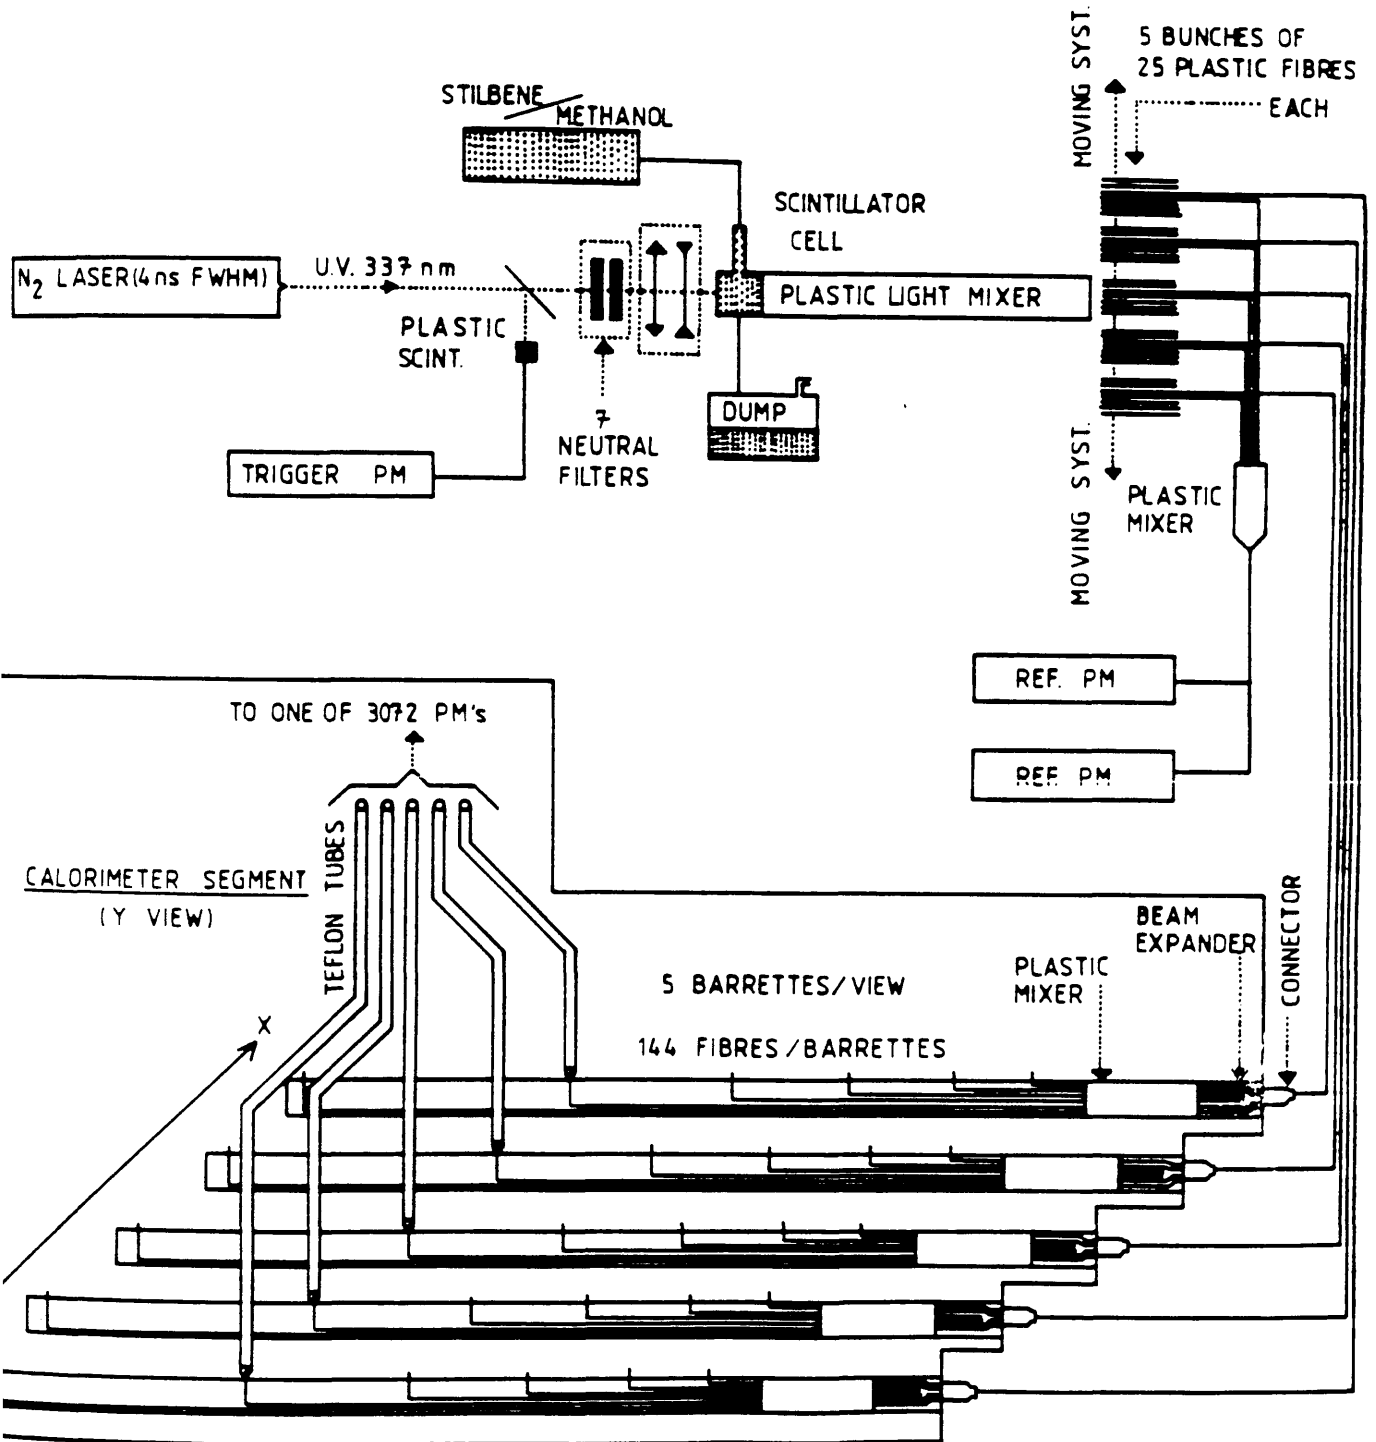 5 BUNCHES OF
25 PLASTIC FIBRES
EACH
MOVING SYST.
STILBENE/
METHANOL
SCINTILLATOR
CELL
N2 LASER(4ns FWHM)
U.V. 337 nm
PLASTIC LIGHT MIXER
PLASTIC
SCINT.
DUMP
7
NEUTRAL
FILTERS
TRIGGER PM
MOVING SYST.
PLASTIC
MIXER
REF. PM
REF. PM
TO ONE OF 3072 PM's
TEFLON TUBES
CALORIMETER SEGMENT
(Y VIEW)
X
5 BARRETTES/VIEW
144 FIBRES/BARRETTES
PLASTIC
MIXER
BEAM
EXPANDER
CONNECTOR